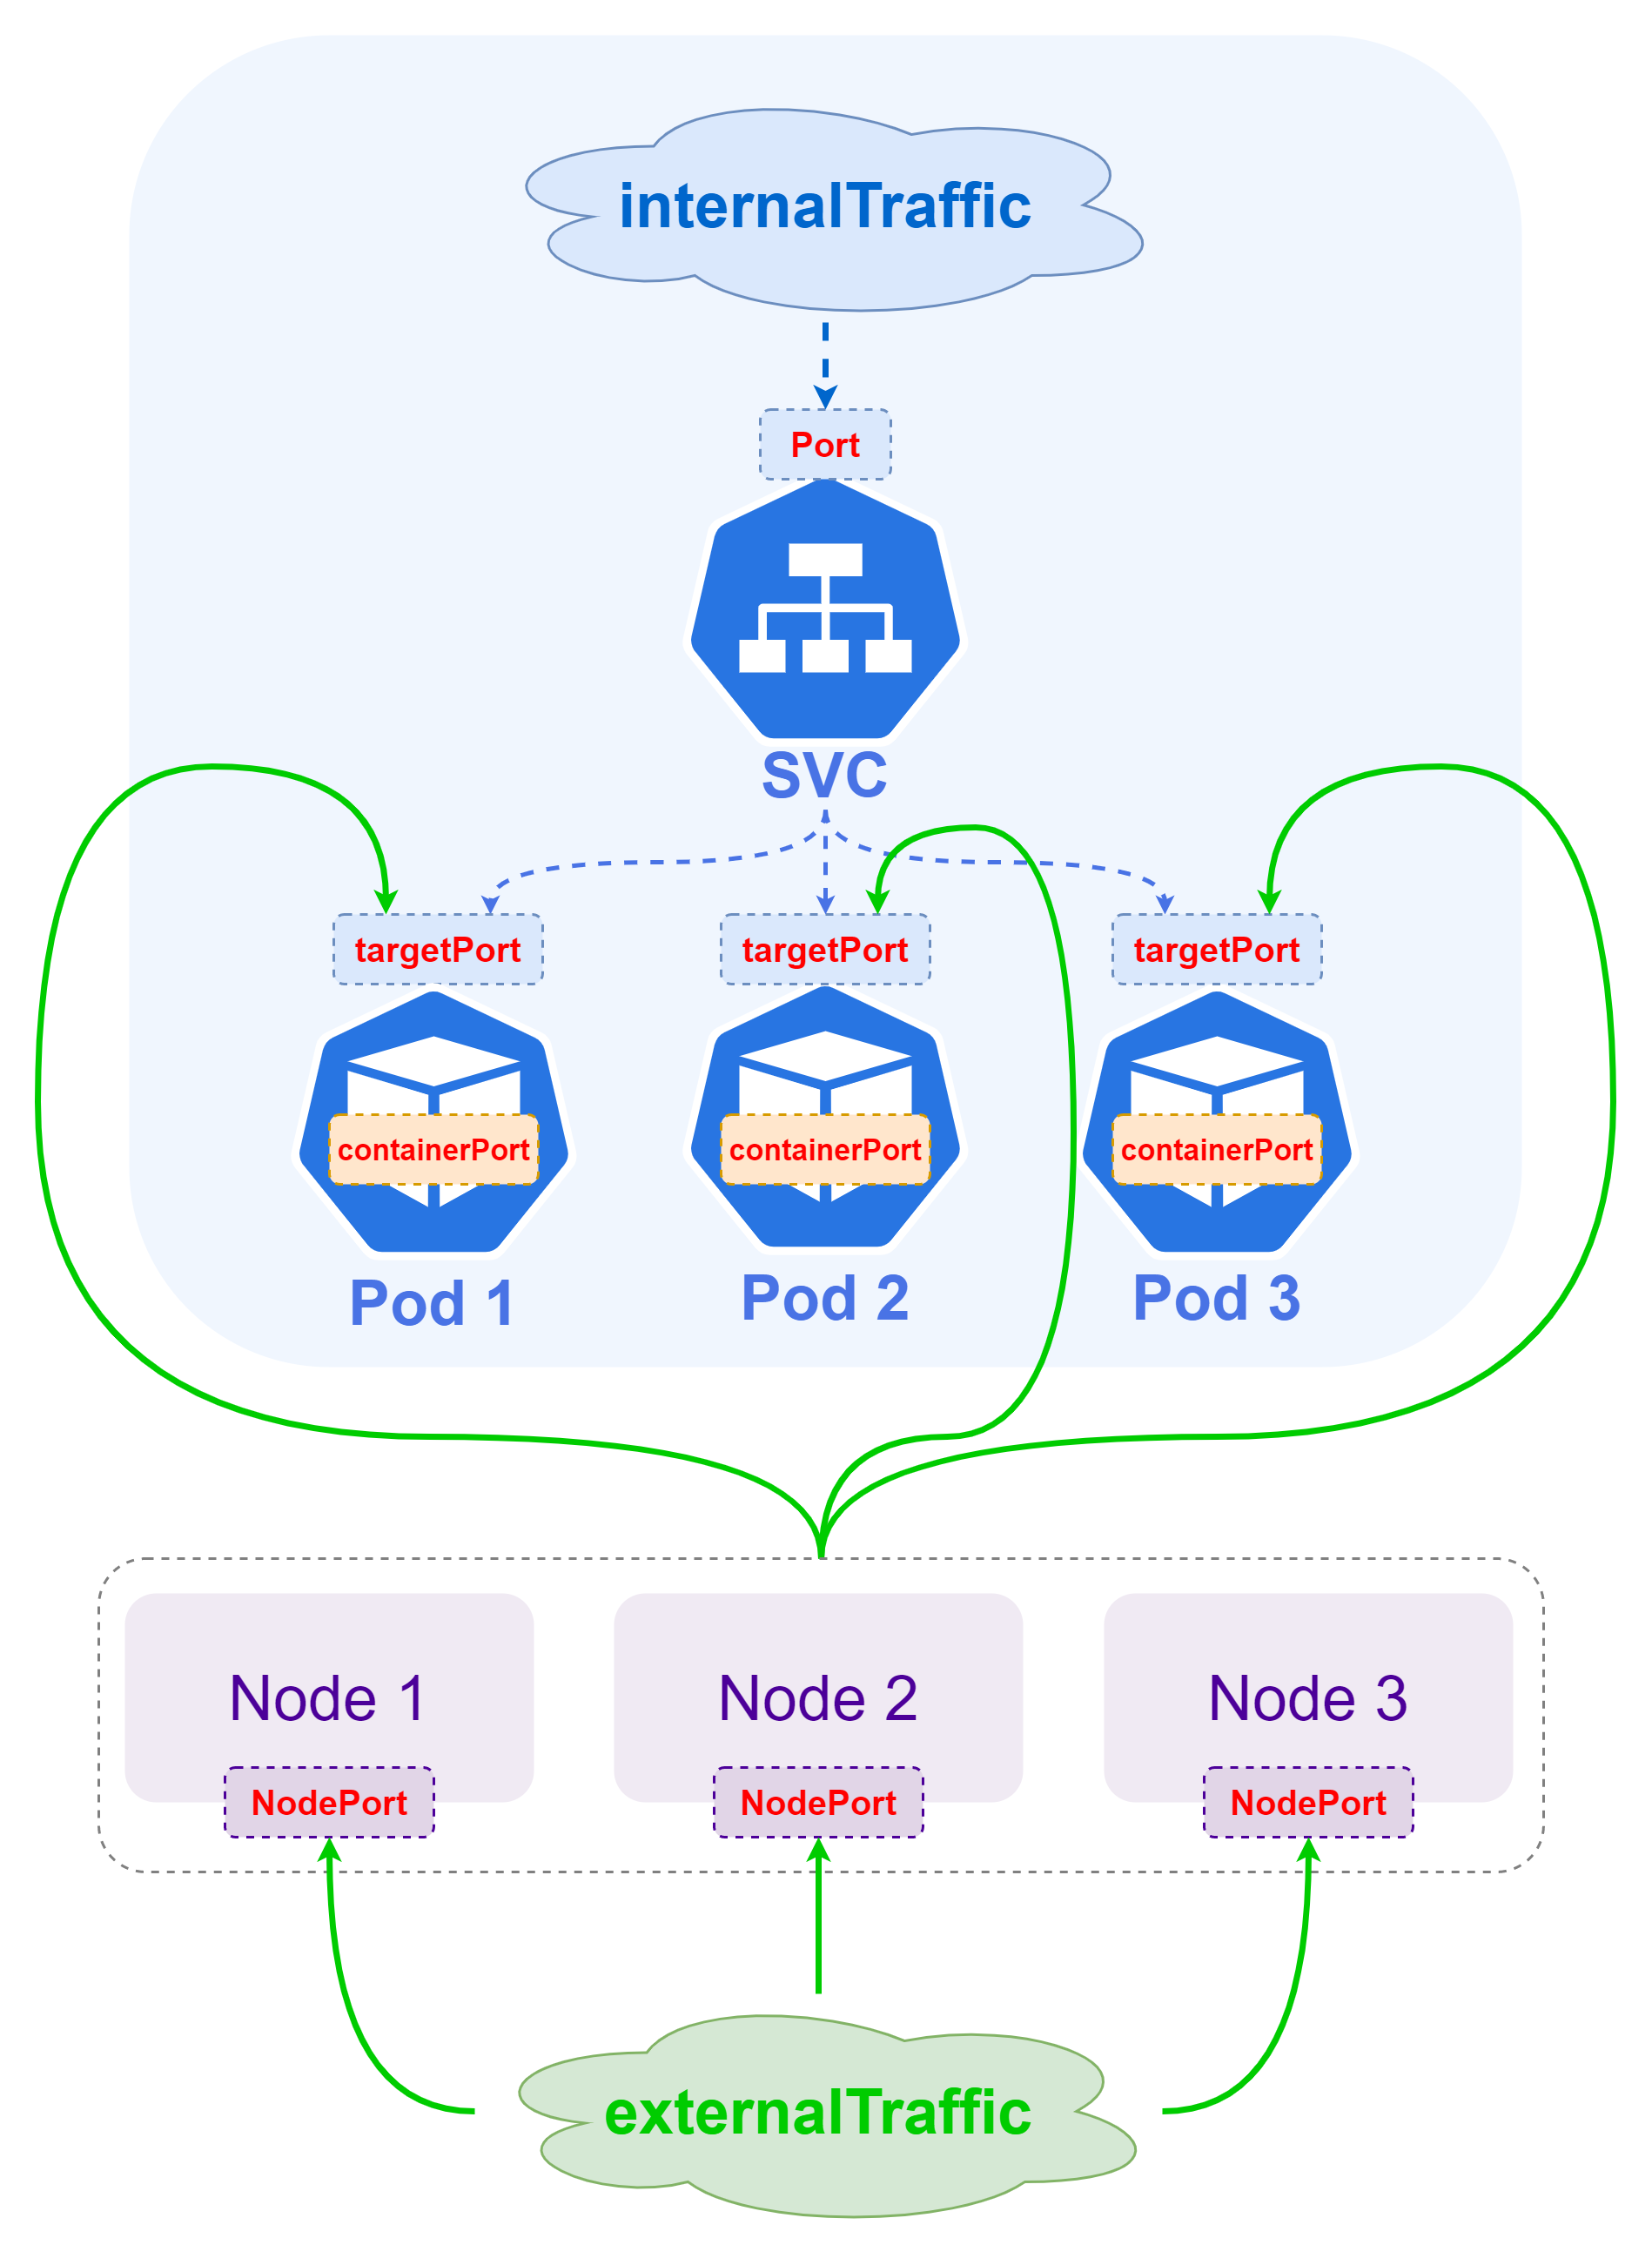 internalTraffic
Port
SVC
targetPort
targetPort
targetPort
containerPort
containerPort
containerPort
Pod 1
Pod 2
Pod 3
Node 1
Node 2
Node 3
NodePort
NodePort
NodePort
externalTraffic